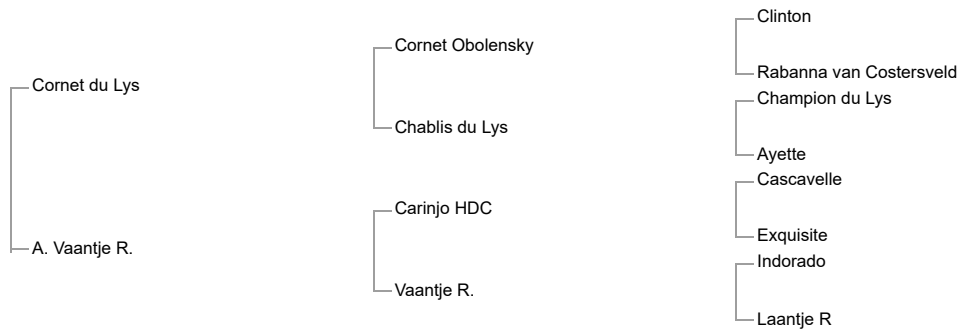 Clinton
Cornet Obolensky
Rabanna van Costersveld
Cornet du Lys
Champion du Lys
Chablis du Lys
Ayette
Cascavelle
Carinjo HDC
Exquisite
A. Vaantje R.
Indorado
Vaantje R.
Laantje R